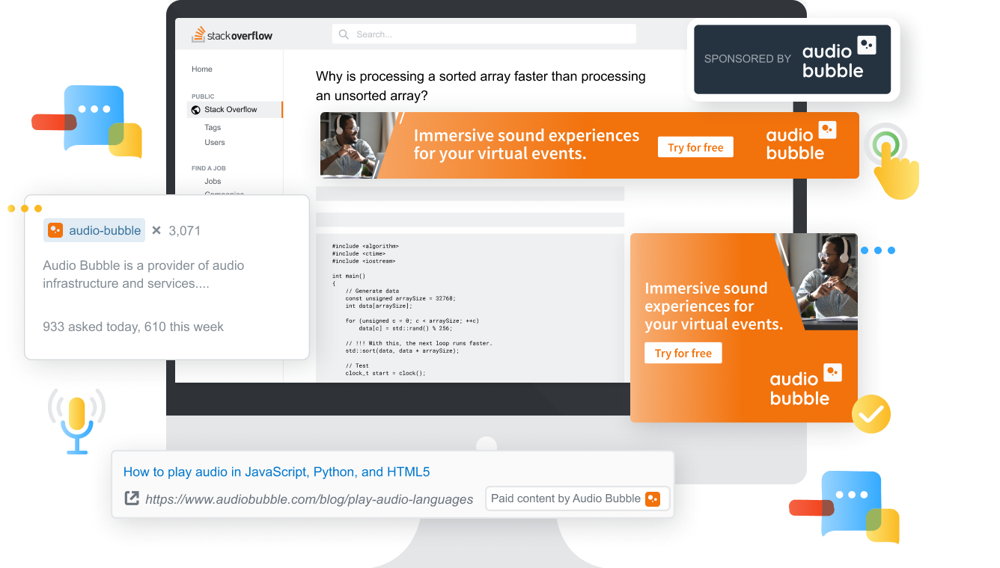 stackoverflow
Search...
SPONSORED BY
audio
bubble
Home
PUBLIC
Stack Overflow
Tags
Users
FIND A JOB
Jobs
Companies
Why is processing a sorted array faster than processing
an unsorted array?
Immersive sound experiences
for your virtual events.
Try for free
audio
bubble
audio-bubble × 3,071
Audio Bubble is a provider of audio
infrastructure and services....
933 asked today, 610 this week
#include <algorithm>
#include <ctime>
#include <iostream>
int main()
{
// Generate data
const unsigned arraySize = 32768;
int data[arraySize];
for (unsigned c = 0; c < arraySize; ++c)
data[c] = std::rand() % 256;
// !!! With this, the next loop runs faster.
std::sort(data, data + arraySize);
// Test
clock_t start = clock();
Immersive sound
experiences for
your virtual events.
Try for free
audio
bubble
How to play audio in JavaScript, Python, and HTML5
https://www.audiobubble.com/blog/play-audio-languages
Paid content by Audio Bubble